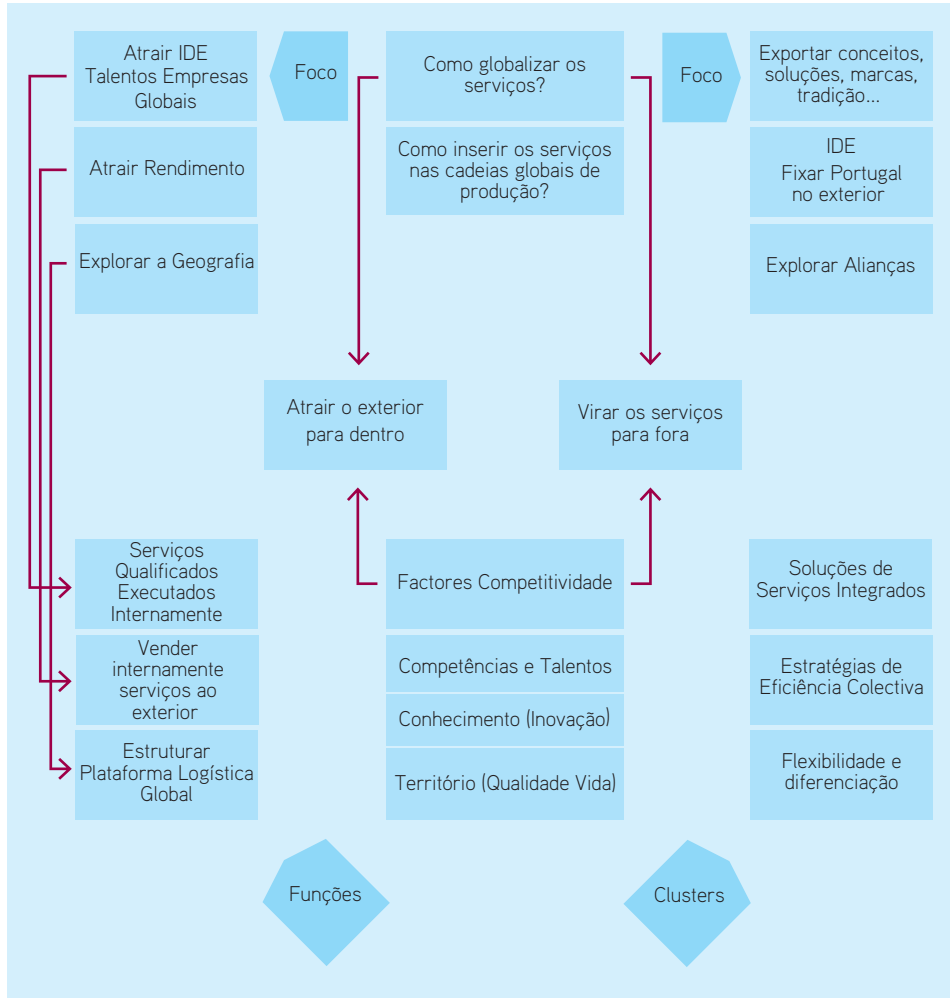 Atrair IDE
Talentos Empresas
Globais
Foco
Como globalizar os
serviços?
Foco
Exportar conceitos,
soluções, marcas,
tradição...
Atrair Rendimento
Como inserir os serviços
nas cadeias globais de
produção?
IDE
Fixar Portugal
no exterior
Explorar a Geografia
Explorar Alianças
Atrair o exterior
para dentro
Virar os serviços
para fora
Serviços
Qualificados
Executados
Internamente
Factores Competitividade
Soluções de
Serviços Integrados
Vender
internamente
serviços ao
exterior
Competências e Talentos
Conhecimento (Inovação)
Estratégias de
Eficiência Colectiva
Estruturar
Plataforma Logística
Global
Território (Qualidade Vida)
Flexibilidade e
diferenciação
Funções
Clusters